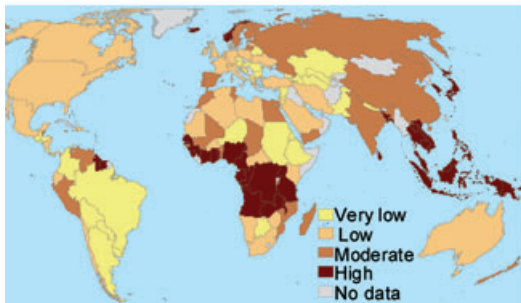 Very low
Low
Moderate
High
No data